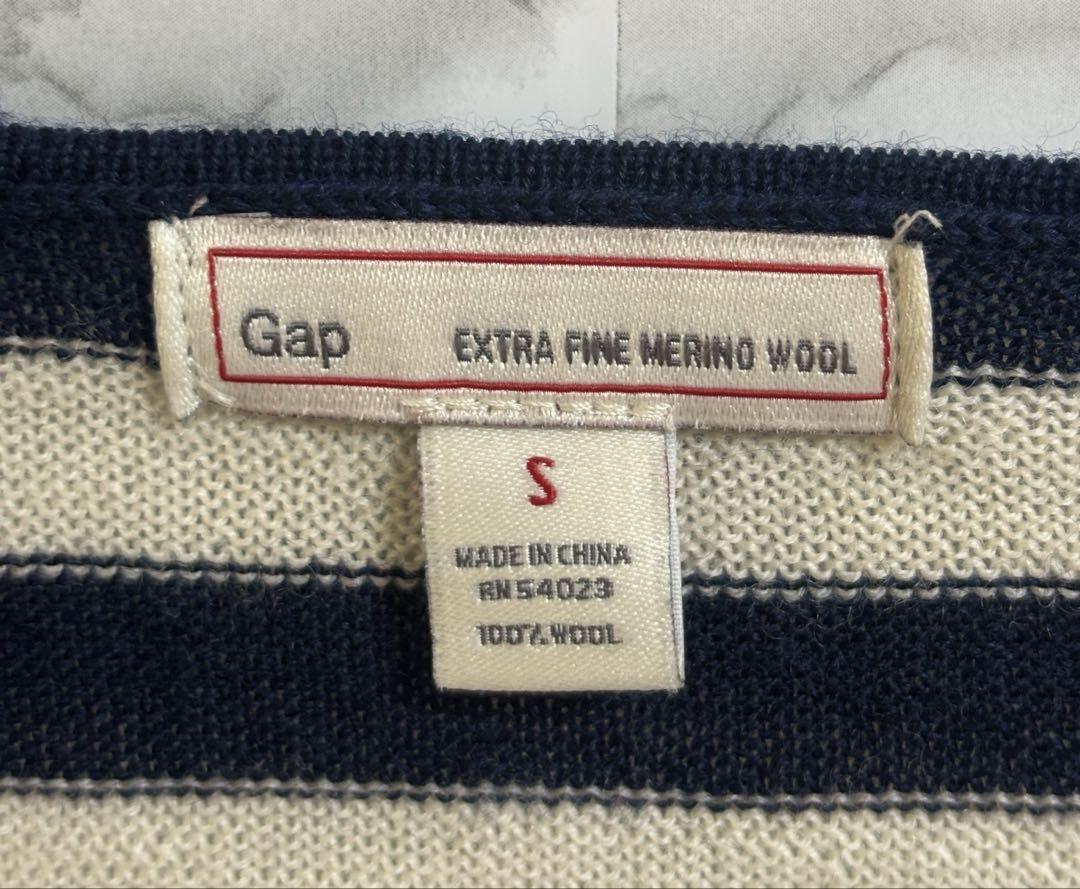 Gap EXTRA FINE MERINO WOOL
S
MADE IN CHINA
RN 54023
100% WOOL